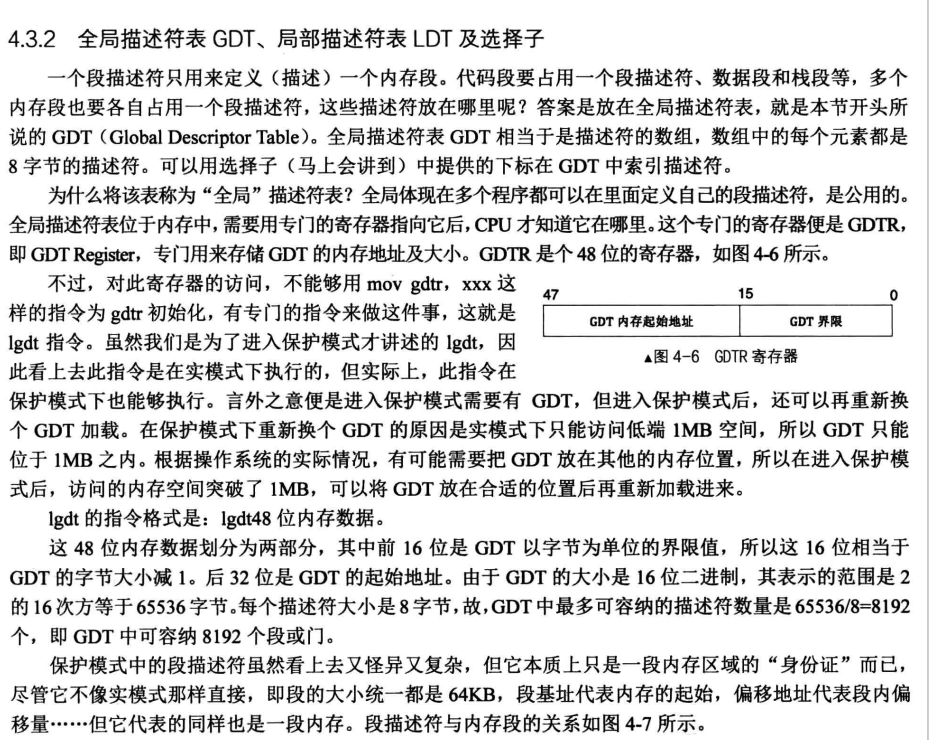 4.3.2 全局描述符表 GDT、局部描述符表 LDT 及选择子
一个段描述符只用来定义（描述）一个内存段。代码段要占用一个段描述符、数据段和栈段等，多个
内存段也要各自占用一个段描述符，这些描述符放在哪里呢？答案是放在全局描述符表，就是本节开头所
说的 GDT（Global Descriptor Table）。全局描述符表 GDT 相当于是描述符的数组，数组中的每个元素都是
8 字节的描述符。可以用选择子（马上会讲到）中提供的下标在 GDT 中索引描述符。
为什么将该表称为“全局”描述符表？全局体现在多个程序都可以在里面定义自己的段描述符，是公用的。
全局描述符表位于内存中，需要用专门的寄存器指向它后，CPU 才知道它在哪里。这个专门的寄存器便是 GDTR，
即 GDT Register，专门用来存储 GDT 的内存地址及大小。GDTR 是个 48 位的寄存器，如图 4-6 所示。
不过，对此寄存器的访问，不能够用 mov gdtr，xxx 这
样的指令为 gdtr 初始化，有专门的指令来做这件事，这就是
lgdt 指令。虽然我们是为了进入保护模式才讲述的 lgdt，因
此看上去此指令是在实模式下执行的，但实际上，此指令在
47 15 0
GDT 内存起始地址 GDT 界限
▲图 4-6 GDTR 寄存器
保护模式下也能够执行。言外之意便是进入保护模式需要有 GDT，但进入保护模式后，还可以再重新换
个 GDT 加载。在保护模式下重新换个 GDT 的原因是实模式下只能访问低端 1MB 空间，所以 GDT 只能
位于 1MB 之内。根据操作系统的实际情况，有可能需要把 GDT 放在其他的内存位置，所以在进入保护模
式后，访问的内存空间突破了 1MB，可以将 GDT 放在合适的位置后再重新加载进来。
lgdt 的指令格式是：lgdt48 位内存数据。
这 48 位内存数据划分为两部分，其中前 16 位是 GDT 以字节为单位的界限值，所以这 16 位相当于
GDT 的字节大小减 1。后 32 位是 GDT 的起始地址。由于 GDT 的大小是 16 位二进制，其表示的范围是 2
的 16 次方等于 65536 字节。每个描述符大小是 8 字节，故，GDT 中最多可容纳的描述符数量是 65536/8=8192
个，即 GDT 中可容纳 8192 个段或门。
保护模式中的段描述符虽然看上去又怪异又复杂，但它本质上只是一段内存区域的“身份证”而已，
尽管它不像实模式那样直接，即段的大小统一都是 64KB，段基址代表内存的起始，偏移地址代表段内偏
移量……但它代表的同样也是一段内存。段描述符与内存段的关系如图 4-7 所示。